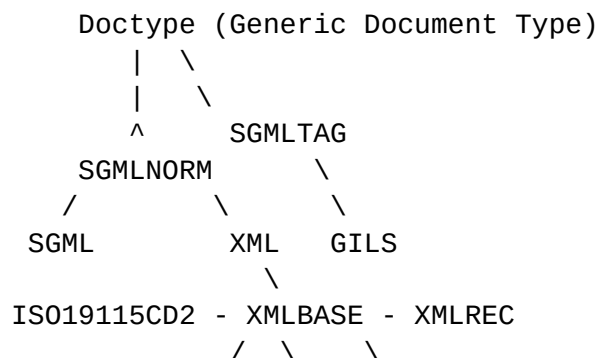 Doctype (Generic Document Type)
| \
| \
^ SGMLTAG
SGMLNORM \
/ \ \
SGML XML GILS
\
ISO19115CD2 - XMLBASE - XMLREC
/ \ \